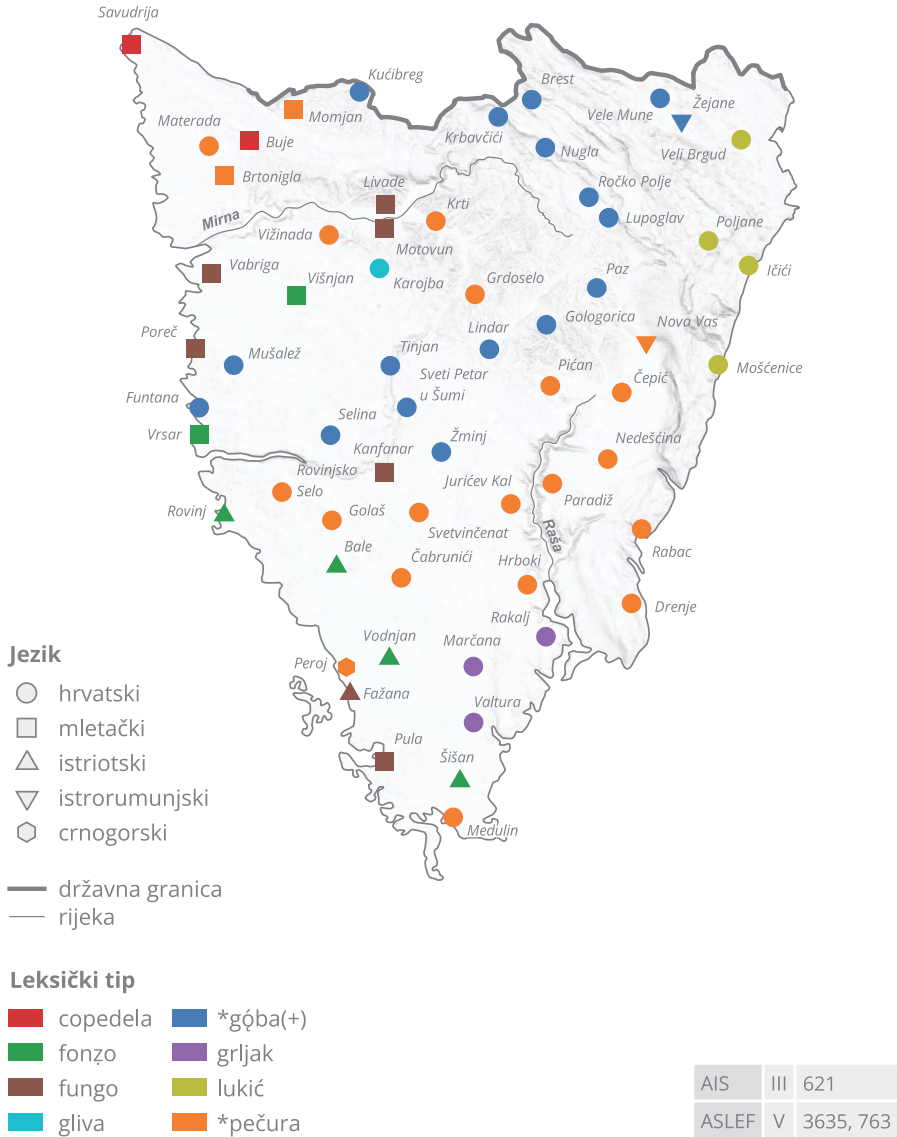 Savudrija
Kućibreg
Brest
Momjan
Vele Mune
Žejane
Materada
Buje
Krbavčići
Nugla
Veli Brgud
Brtonigla
Livade
Ročko Polje
Mirna
Krti
Lupoglav
Poljane
Vižinada
Motovun
Vabriga
Višnjan
Karojba
Grdoselo
Paz
Ičići
Poreč
Lindar
Gologorica
Nova Vas
Mušalež
Tinjan
Pićan
Čepić
Mošćenice
Funtana
Sveti Petar
u Šumi
Vrsar
Selina
Žminj
Nedešćina
Kanfanar
Rovinjsko
Selo
Jurićev Kal
Paradiž
Rovinj
Golaš
Svetvinčenat
Raša
Bale
Čabrunići
Hrboki
Rabac
Drenje
Rakalj
Vodnjan
Marčana
Peroj
Fažana
Valtura
Pula
Šišan
Medulin
Jezik
hrvatski
mletački
istriotski
istrorumunjski
crnogorski
državna granica
rijeka
Leksički tip
copedela
*gǫ́ba(+)
fonẓo
grljak
fungo
lukić
gliva
*pečura
AIS III 621
ASLEF V 3635, 763